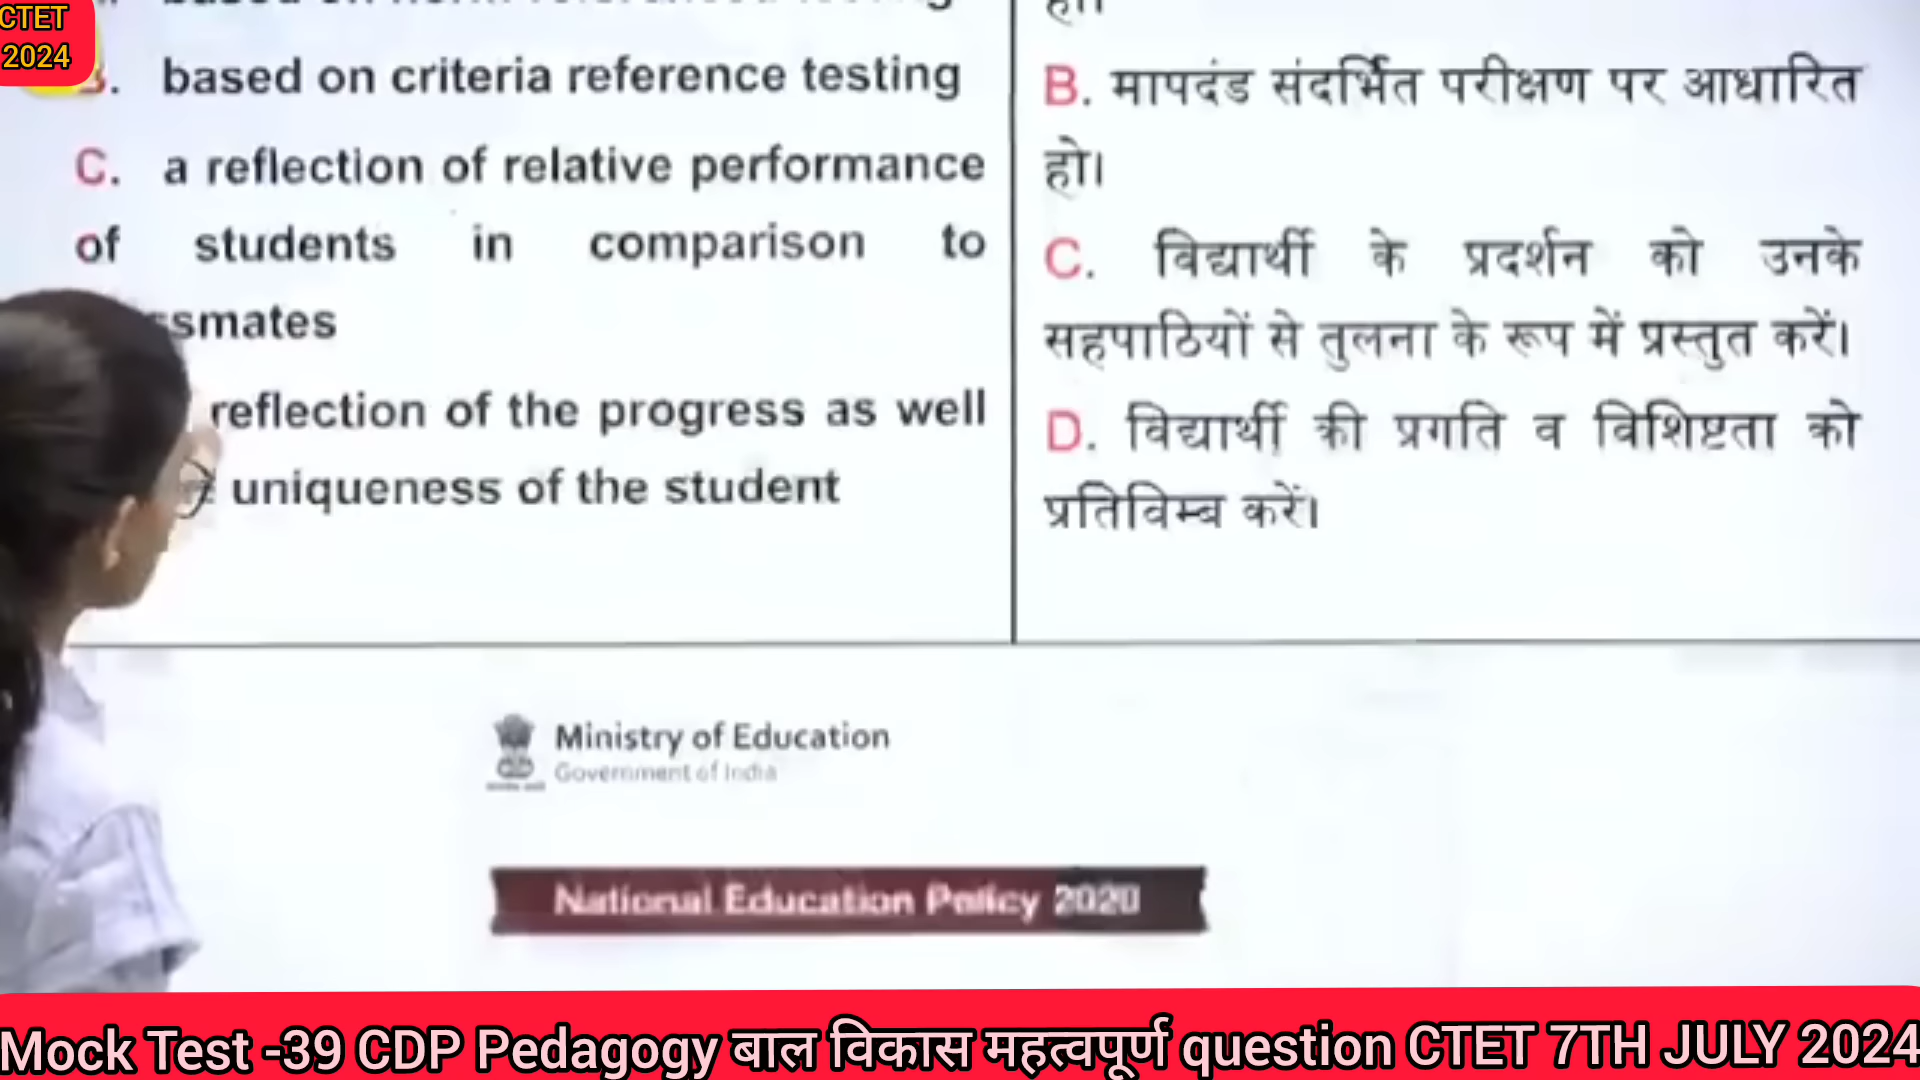 CTET
2024
based on criteria reference testing
C. a reflection of relative performance
of students in comparison to
smates
reflection of the progress as well
uniqueness of the student
B. मापदंड संदर्भित परीक्षण पर आधारित
हो।
C. विद्यार्थी के प्रदर्शन को उनके
सहपाठियों से तुलना के रूप में प्रस्तुत करें।
D. विद्यार्थी की प्रगति व विशिष्टता को
प्रतिविम्ब करें।
Ministry of Education
Government of India
National Education Policy 2020
Mock Test -39 CDP Pedagogy बाल विकास महत्वपूर्ण question CTET 7TH JULY 2024